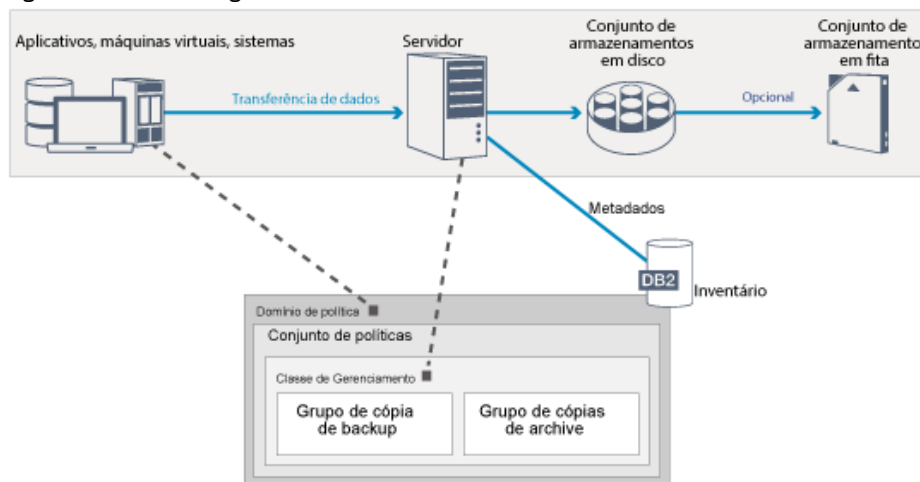 Aplicativos, máquinas virtuais, sistemas
Servidor
Conjunto de
armazenamentos
em disco
Conjunto de
armazenamento
em fita
Transferência de dados
Opcional
Metadados
DB2
Inventário
Domínio de política
Conjunto de políticas
Classe de Gerenciamento
Grupo de cópia
de backup
Grupo de cópias
de archive